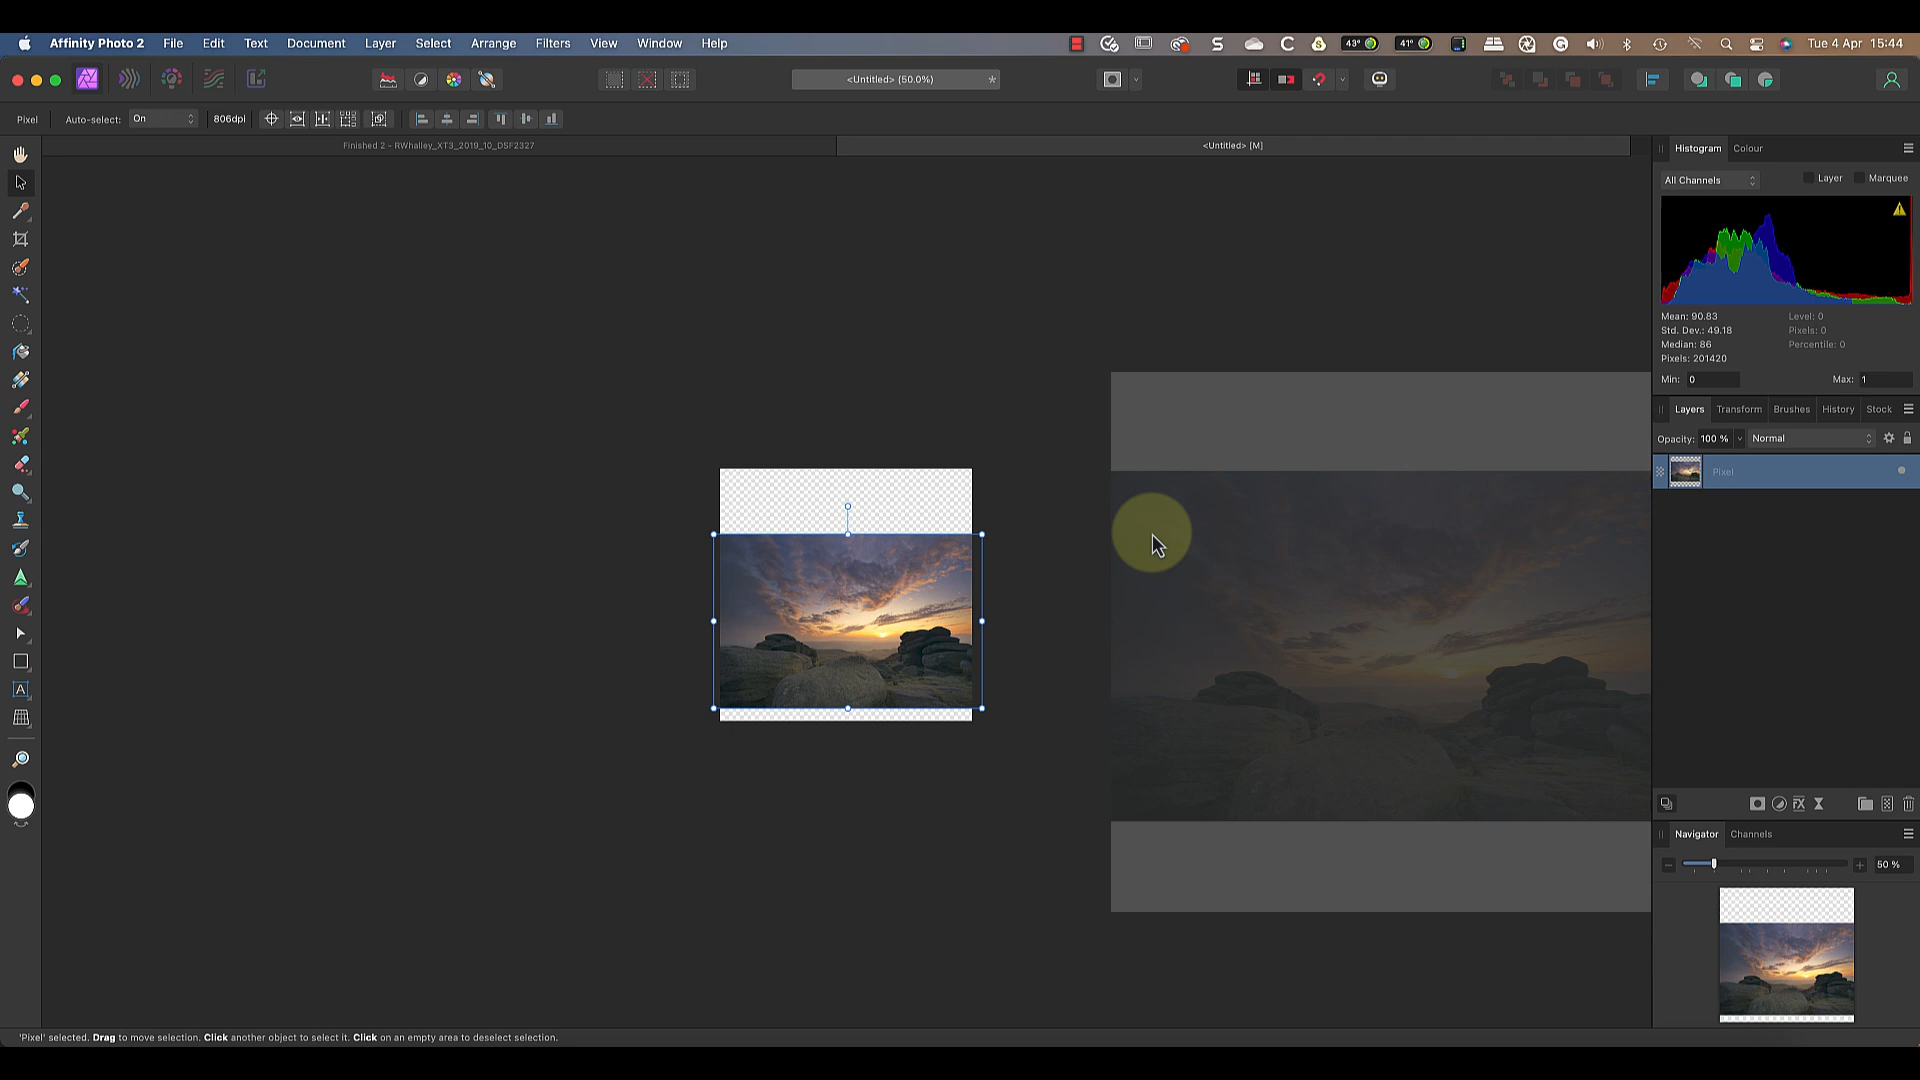 Affinity Photo 2 File Edit Text Document Layer Select Arrange Filters View Window Help 43° 41° Tue 4 Apr 15:44
<Untitled> (50.0%) *
Pixel Auto-select: On 806dpi
Finished 2 - RWhalley_XT3_2019_10_DSF2327 <Untitled> [M]
Histogram Colour
All Channels Layer Marquee
Mean: 90.83 Level: 0
Std. Dev.: 49.18 Pixels: 0
Median: 86 Percentile: 0
Pixels: 201420
Min: 0 Max: 1
Layers Transform Brushes History Stock
Opacity: 100 % Normal
Pixel
Navigator Channels
50 %
'Pixel' selected. Drag to move selection. Click another object to select it. Click on an empty area to deselect selection.